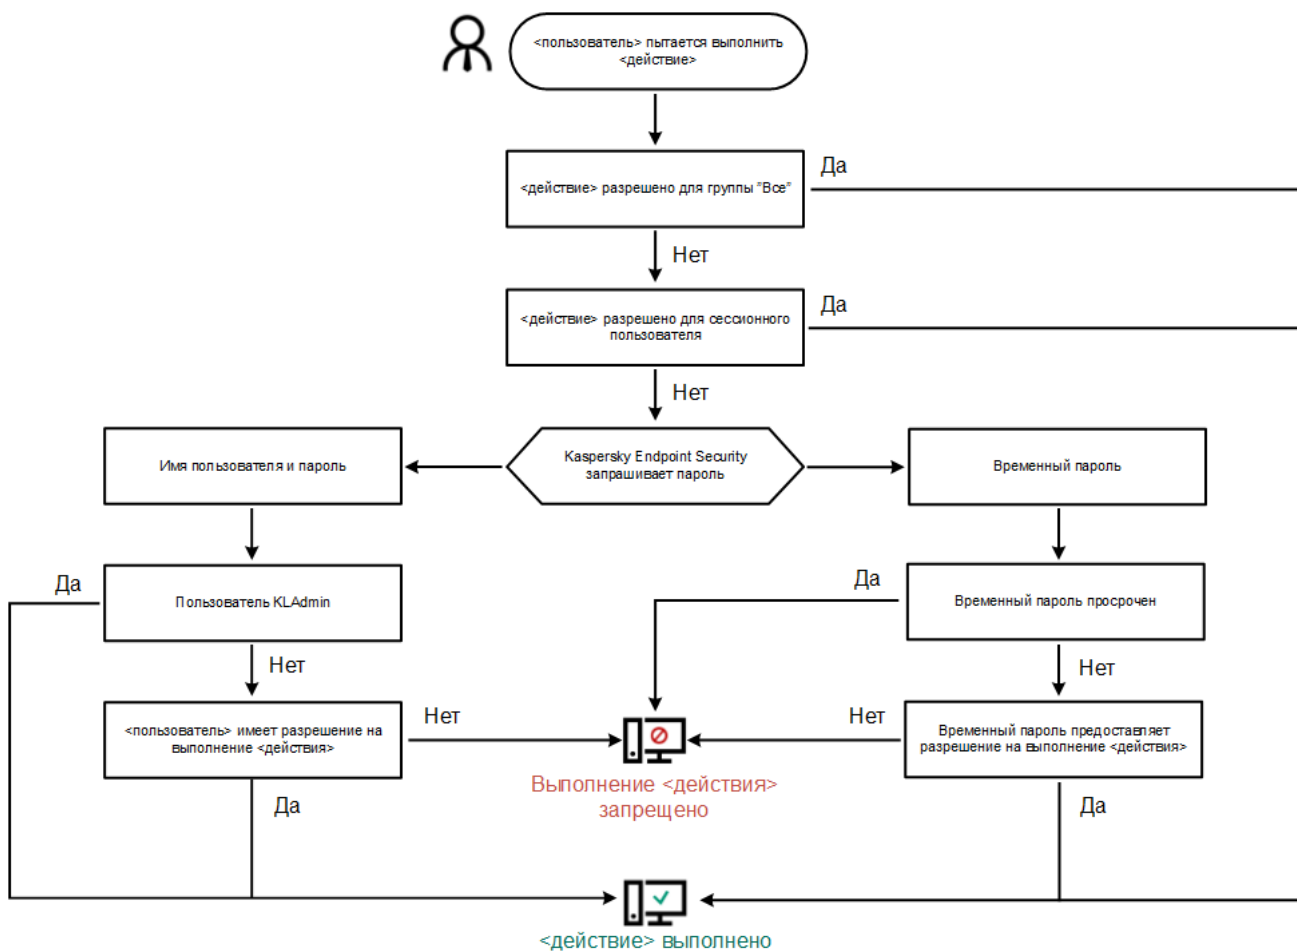 <пользователь> пытается выполнить
<действие>
Да
<действие> разрешено для группы "Все"
Нет
Да
<действие> разрешено для сессионного
пользователя
Нет
Имя пользователя и пароль
Kaspersky Endpoint Security
запрашивает пароль
Временный пароль
Да
Пользователь KLAdmin
Да
Временный пароль просрочен
Нет
Нет
<пользователь> имеет разрешение на
выполнение <действия>
Нет
Нет
Временный пароль предоставляет
разрешение на выполнение <действия>
Выполнение <действия>
запрещено
Да
Да
<действие> выполнено